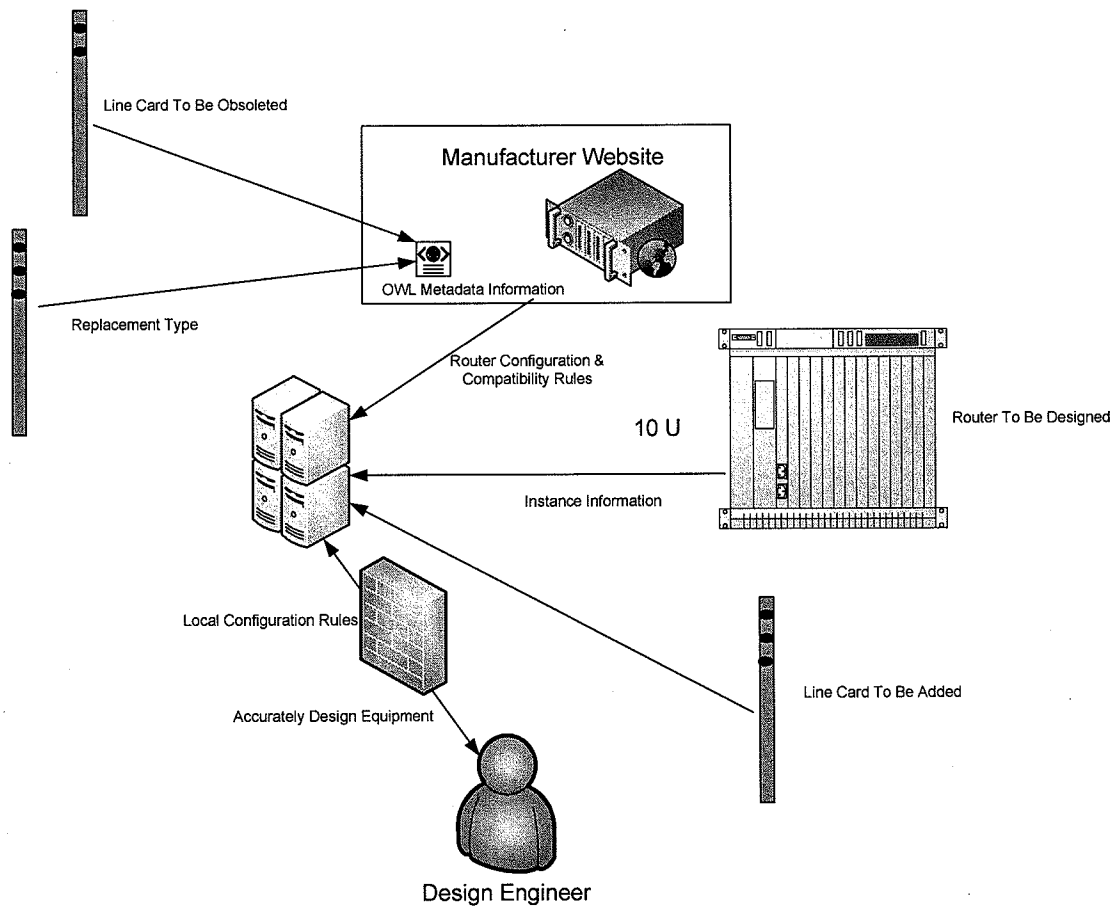 Line Card To Be Obsoleted
Manufacturer Website
OWL Metadata Information
Replacement Type
Router Configuration &
Compatibility Rules
10 U
Router To Be Designed
Instance Information
Local Configuration Rules
Line Card To Be Added
Accurately Design Equipment
Design Engineer